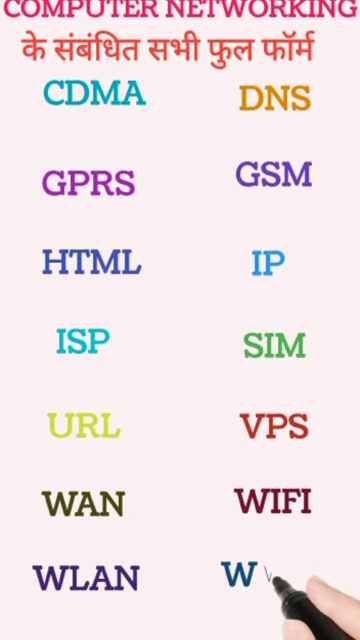 COMPUTER NETWORKING
के संबंधित सभी फुल फॉर्म
CDMA DNS
GPRS GSM
HTML IP
ISP SIM
URL VPS
WAN WIFI
WLAN W